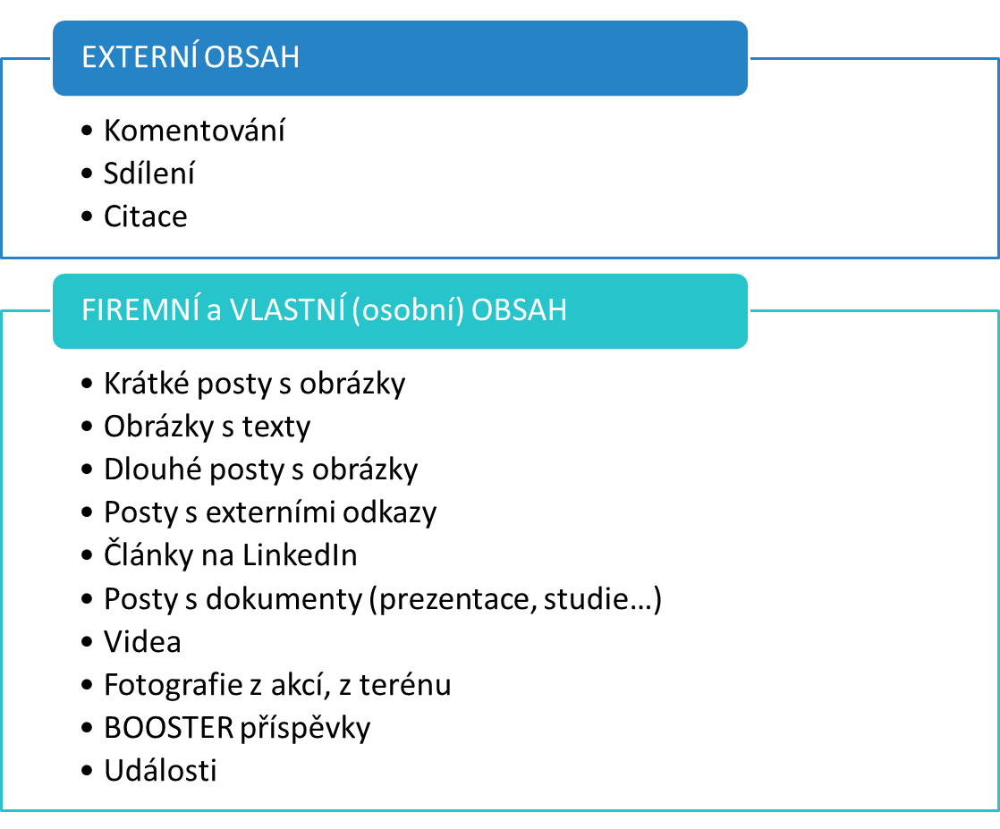 EXTERNÍ OBSAH
• Komentování
• Sdílení
• Citace
FIREMNÍ a VLASTNÍ (osobní) OBSAH
• Krátké posty s obrázky
• Obrázky s texty
• Dlouhé posty s obrázky
• Posty s externími odkazy
• Články na LinkedIn
• Posty s dokumenty (prezentace, studie…)
• Videa
• Fotografie z akcí, z terénu
• BOOSTER příspěvky
• Události